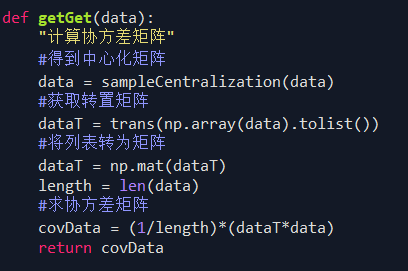 def getGet(data):
"计算协方差矩阵"
#得到中心化矩阵
data = sampleCentralization(data)
#获取转置矩阵
dataT = trans(np.array(data).tolist())
#将列表转为矩阵
dataT = np.mat(dataT)
length = len(data)
#求协方差矩阵
covData = (1/length)*(dataT*data)
return covData